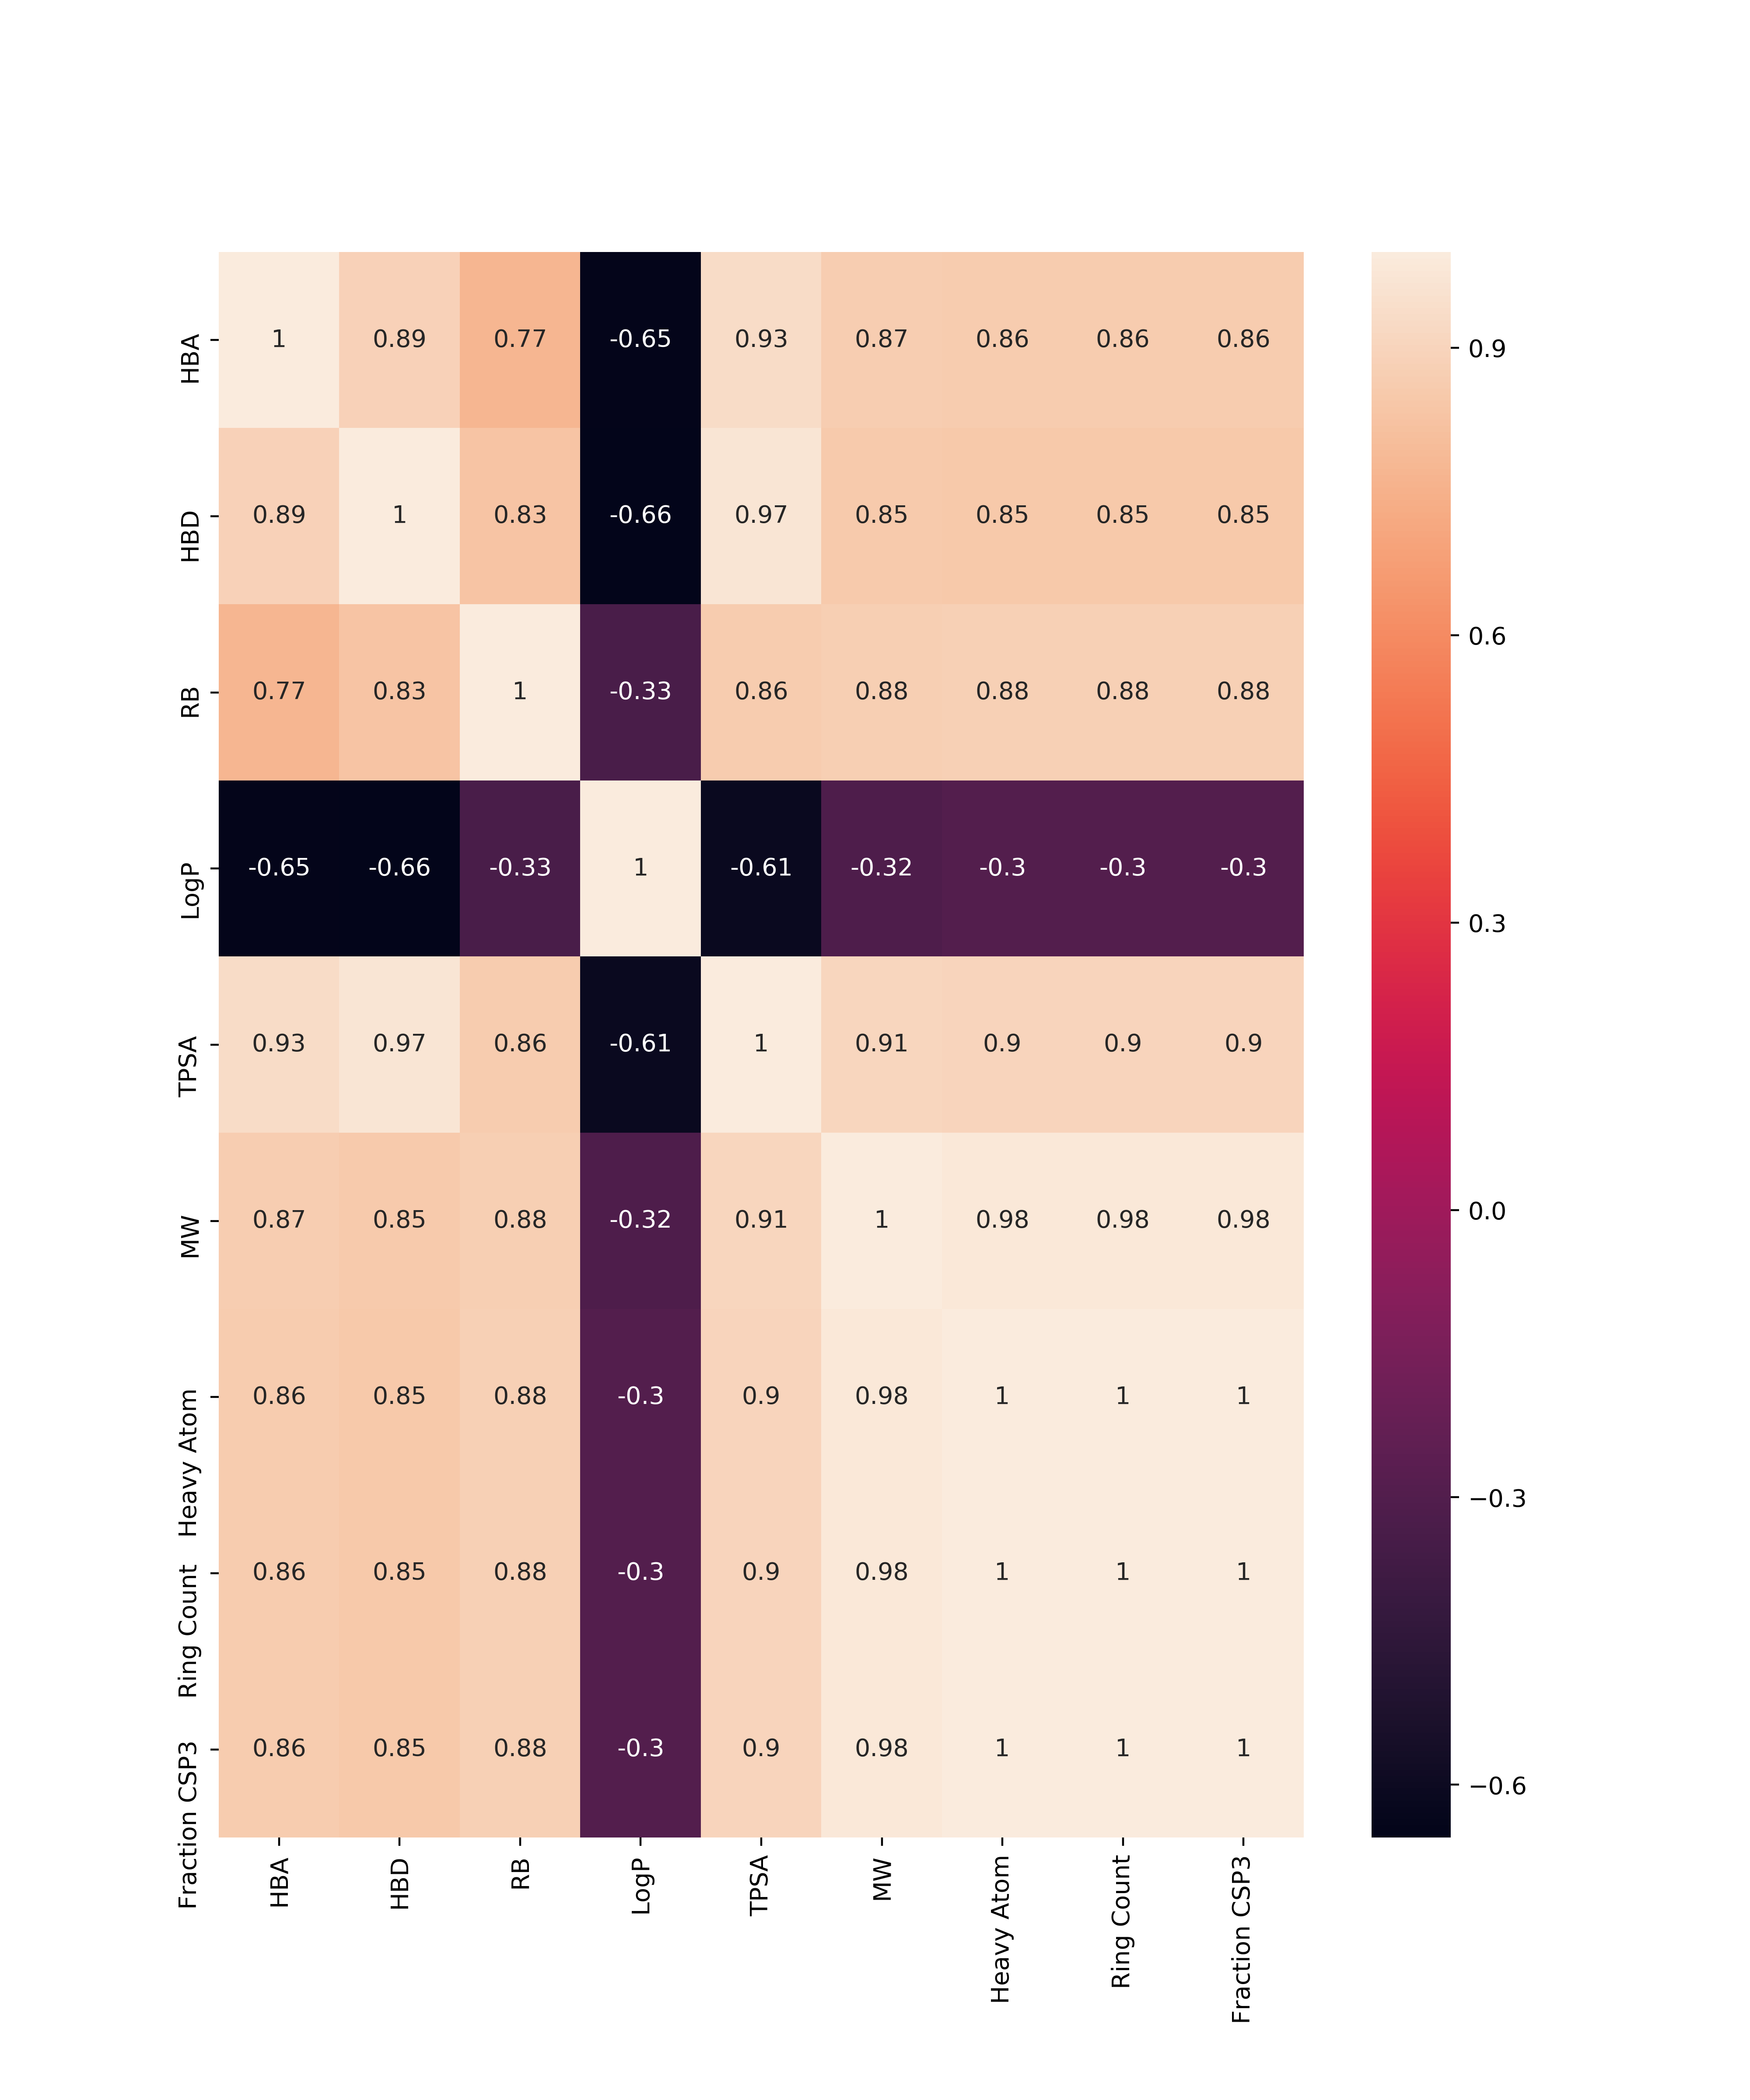 HBA 1 0.89 0.77 -0.65 0.93 0.87 0.86 0.86 0.86
HBD 0.89 1 0.83 -0.66 0.97 0.85 0.85 0.85 0.85
RB 0.77 0.83 1 -0.33 0.86 0.88 0.88 0.88 0.88
LogP -0.65 -0.66 -0.33 1 -0.61 -0.32 -0.3 -0.3 -0.3
TPSA 0.93 0.97 0.86 -0.61 1 0.91 0.9 0.9 0.9
MW 0.87 0.85 0.88 -0.32 0.91 1 0.98 0.98 0.98
Heavy Atom 0.86 0.85 0.88 -0.3 0.9 0.98 1 1 1
Ring Count 0.86 0.85 0.88 -0.3 0.9 0.98 1 1 1
Fraction CSP3 0.86 0.85 0.88 -0.3 0.9 0.98 1 1 1
HBA HBD RB LogP TPSA MW Heavy Atom Ring Count Fraction CSP3
0.9
0.6
0.3
0.0
−0.3
−0.6